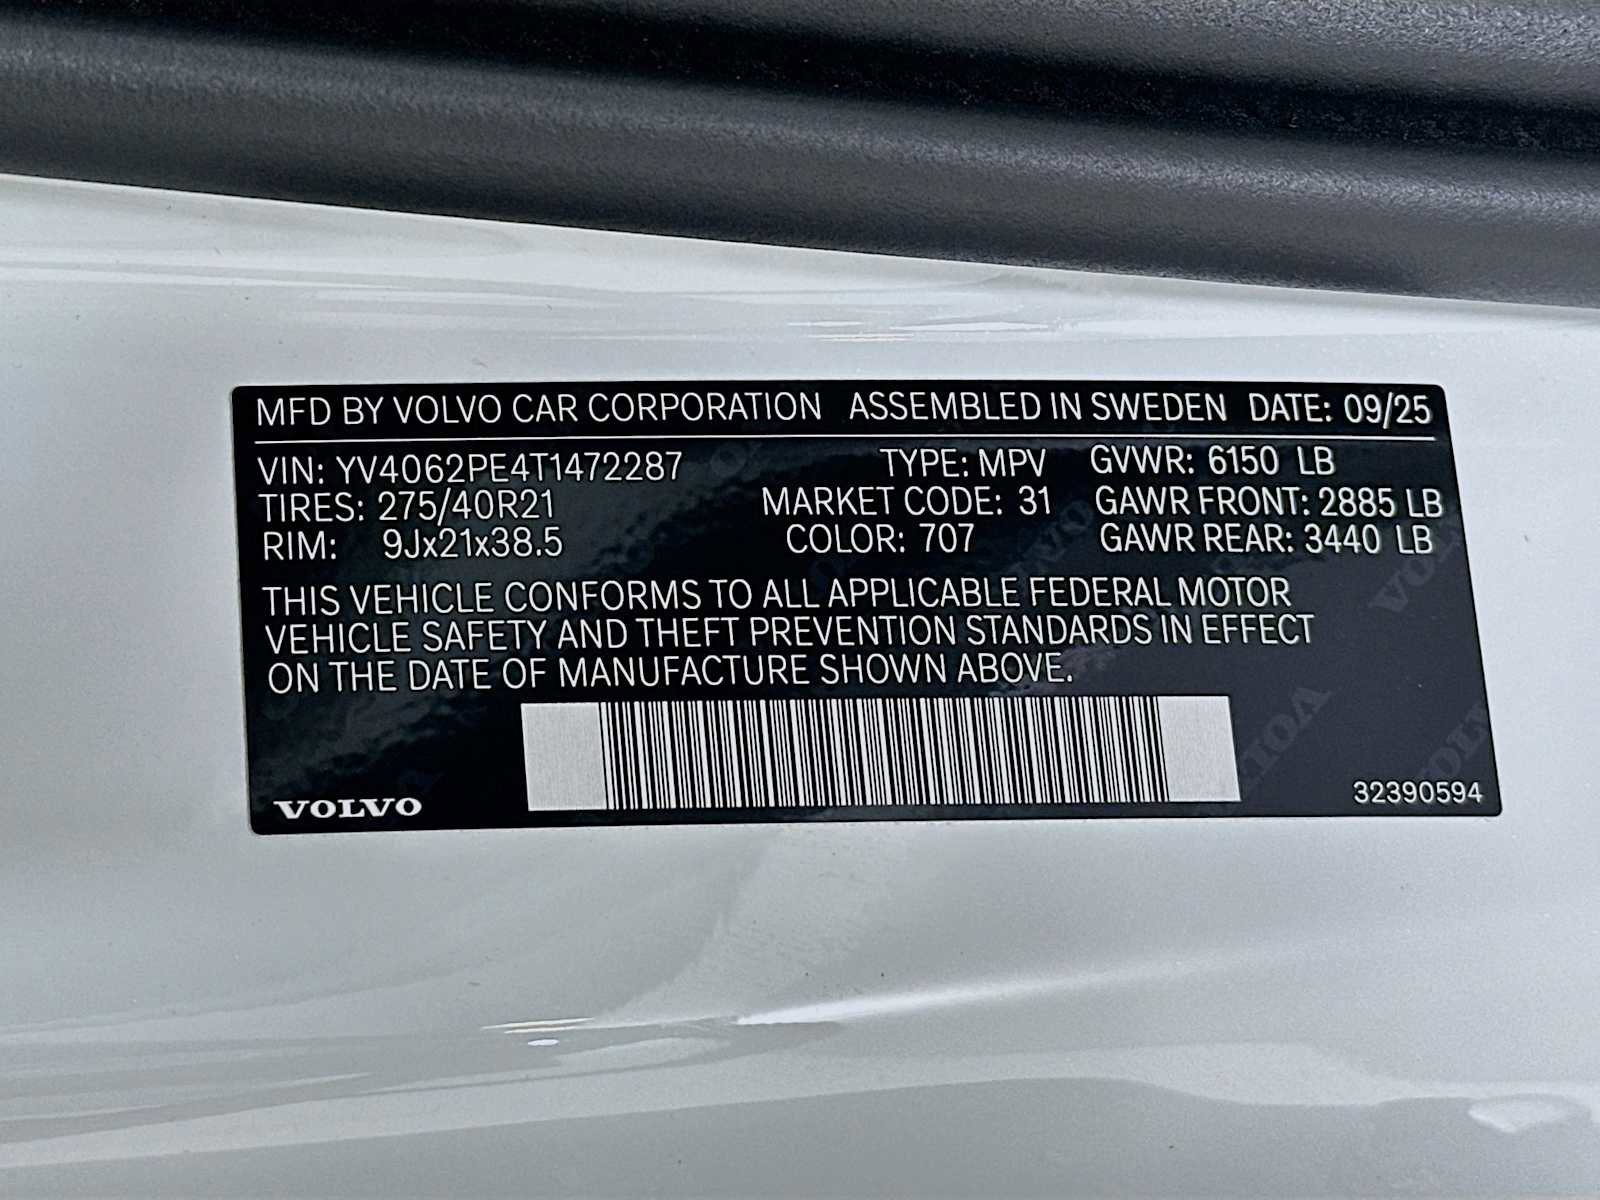 MFD BY VOLVO CAR CORPORATION ASSEMBLED IN SWEDEN DATE: 09/25
VIN: YV4062PE4T1472287 TYPE: MPV GVWR: 6150 LB
TIRES: 275/40R21 MARKET CODE: 31 GAWR FRONT: 2885 LB
RIM: 9Jx21x38.5 COLOR: 707 GAWR REAR: 3440 LB
THIS VEHICLE CONFORMS TO ALL APPLICABLE FEDERAL MOTOR
VEHICLE SAFETY AND THEFT PREVENTION STANDARDS IN EFFECT
ON THE DATE OF MANUFACTURE SHOWN ABOVE.
VOLVO 32390594